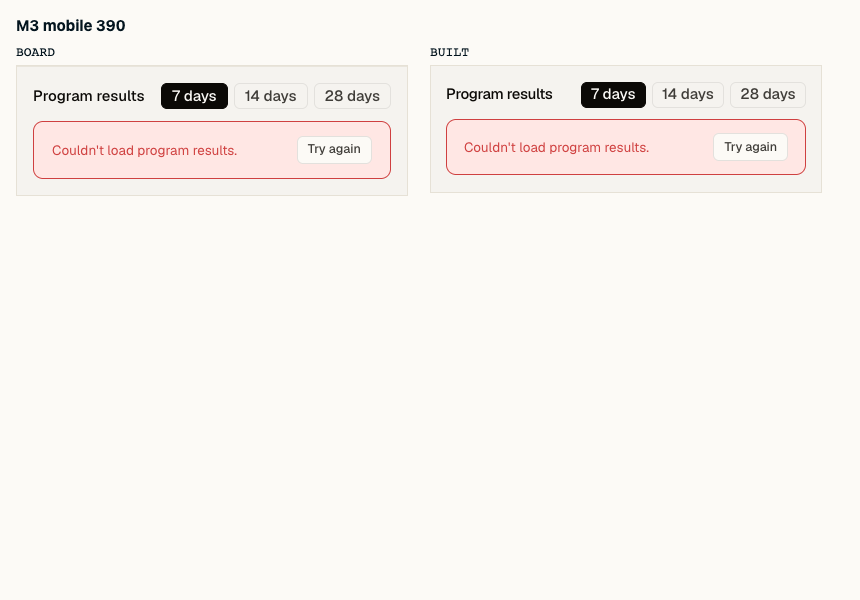 M3 mobile 390
BOARD
Program results 7 days 14 days 28 days
Couldn't load program results. Try again
BUILT
Program results 7 days 14 days 28 days
Couldn't load program results. Try again